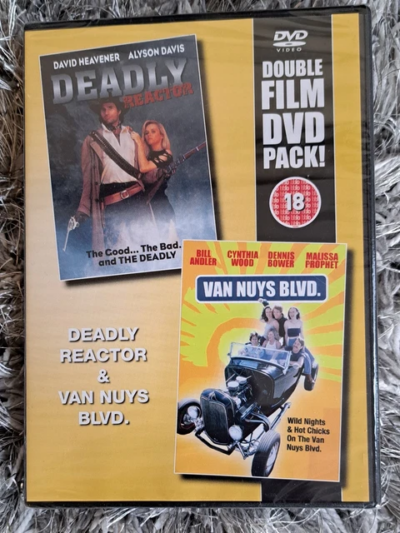 DAVID HEAVENER ALYSON DAVIS
DEADLY
REACTOR
The Good... The Bad.
and THE DEADLY
DVD
VIDEO
DOUBLE
FILM
DVD
PACK!
18
BILL ANDLER CYNTHIA WOOD DENNIS BOWER MALISSA PROPHET
VAN NUYS BLVD.
Wild Nights
& Hot Chicks
On The Van
Nuys Blvd.
DEADLY
REACTOR
&
VAN NUYS
BLVD.